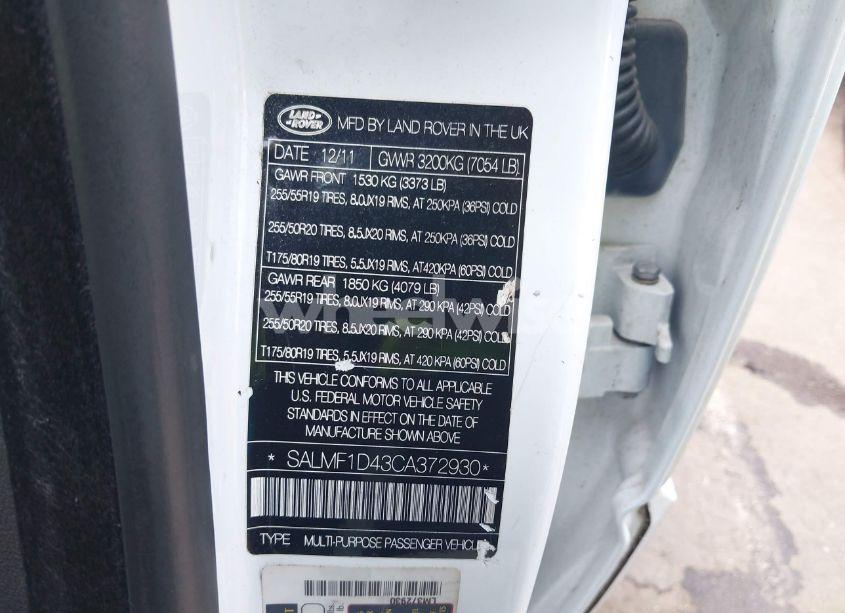 LAND ROVER
MFD BY LAND ROVER IN THE UK
DATE 12/11 GWWR 3200KG (7054 LB)
GAWR FRONT 1530 KG (3373 LB)
255/55R19 TIRES, 8.0JX19 RIMS, AT 250KPA (36PSI) COLD
255/50R20 TIRES, 8.5JX20 RIMS, AT 250KPA (36PSI) COLD
T175/80R19 TIRES, 5.5JX19 RIMS, AT420KPA (60PSI) COLD
GAWR REAR 1850 KG (4079 LB)
255/55R19 TIRES, 8.0JX19 RIMS, AT 290 KPA (42PSI) COLD
255/50R20 TIRES, 8.5JX20 RIMS, AT 290 KPA (42PSI) COLD
T175/80R19 TIRES, 5.5JX19 RIMS, AT 420 KPA (60PSI) COLD
THIS VEHICLE CONFORMS TO ALL APPLICABLE
U.S. FEDERAL MOTOR VEHICLE SAFETY
STANDARDS IN EFFECT ON THE DATE OF
MANUFACTURE SHOWN ABOVE
* SALMF1D43CA372930 *
TYPE MULTI-PURPOSE PASSENGER VEHICLE
LM372930